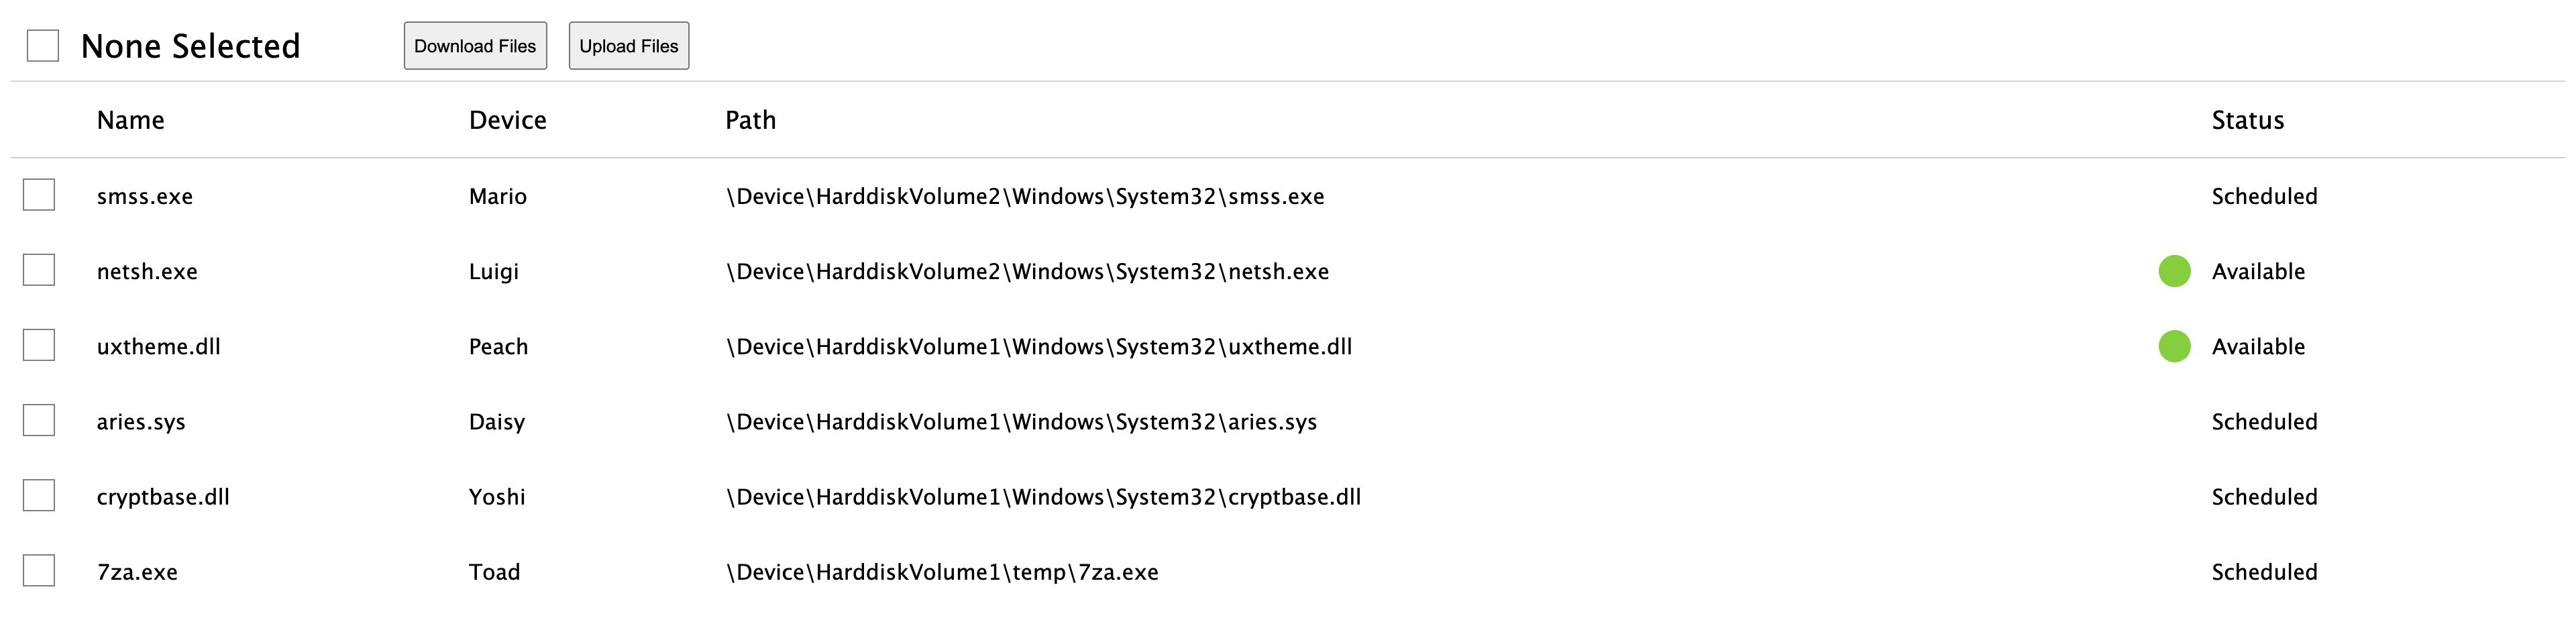 None Selected Download Files Upload Files
Name Device Path Status
smss.exe Mario \Device\HarddiskVolume2\Windows\System32\smss.exe Scheduled
netsh.exe Luigi \Device\HarddiskVolume2\Windows\System32\netsh.exe Available
uxtheme.dll Peach \Device\HarddiskVolume1\Windows\System32\uxtheme.dll Available
aries.sys Daisy \Device\HarddiskVolume1\Windows\System32\aries.sys Scheduled
cryptbase.dll Yoshi \Device\HarddiskVolume1\Windows\System32\cryptbase.dll Scheduled
7za.exe Toad \Device\HarddiskVolume1\temp\7za.exe Scheduled